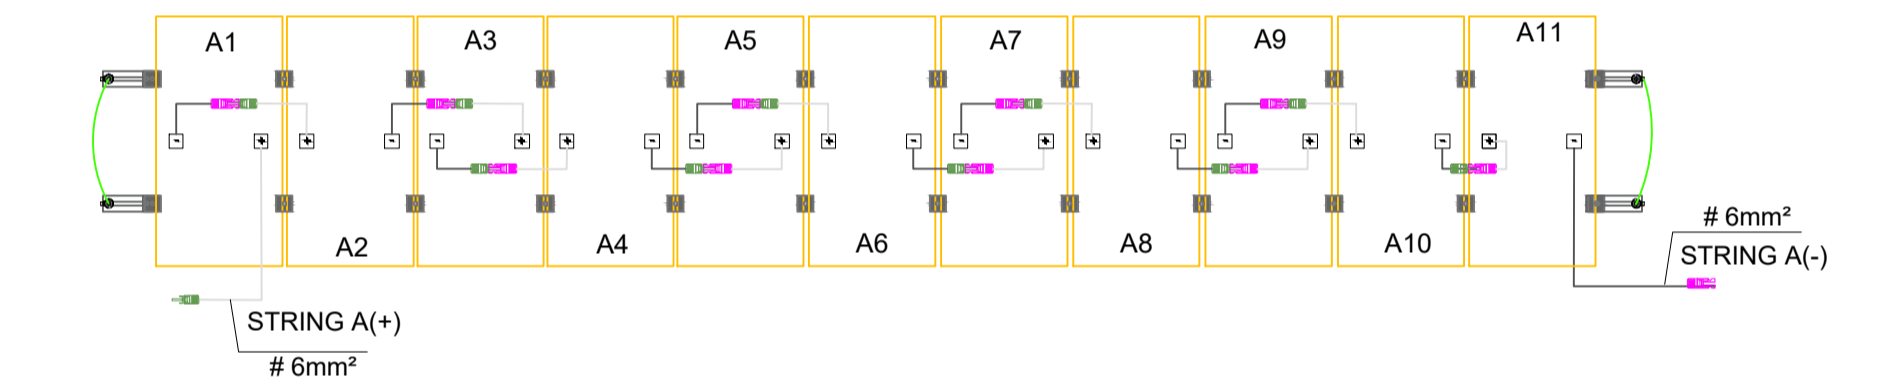 A1
A3
A5
A7
A9
A11
- + + - - + + - - + + - - + + - - + + - + -
A2
A4
A6
A8
A10
# 6mm²
STRING A(-)
STRING A(+)
# 6mm²